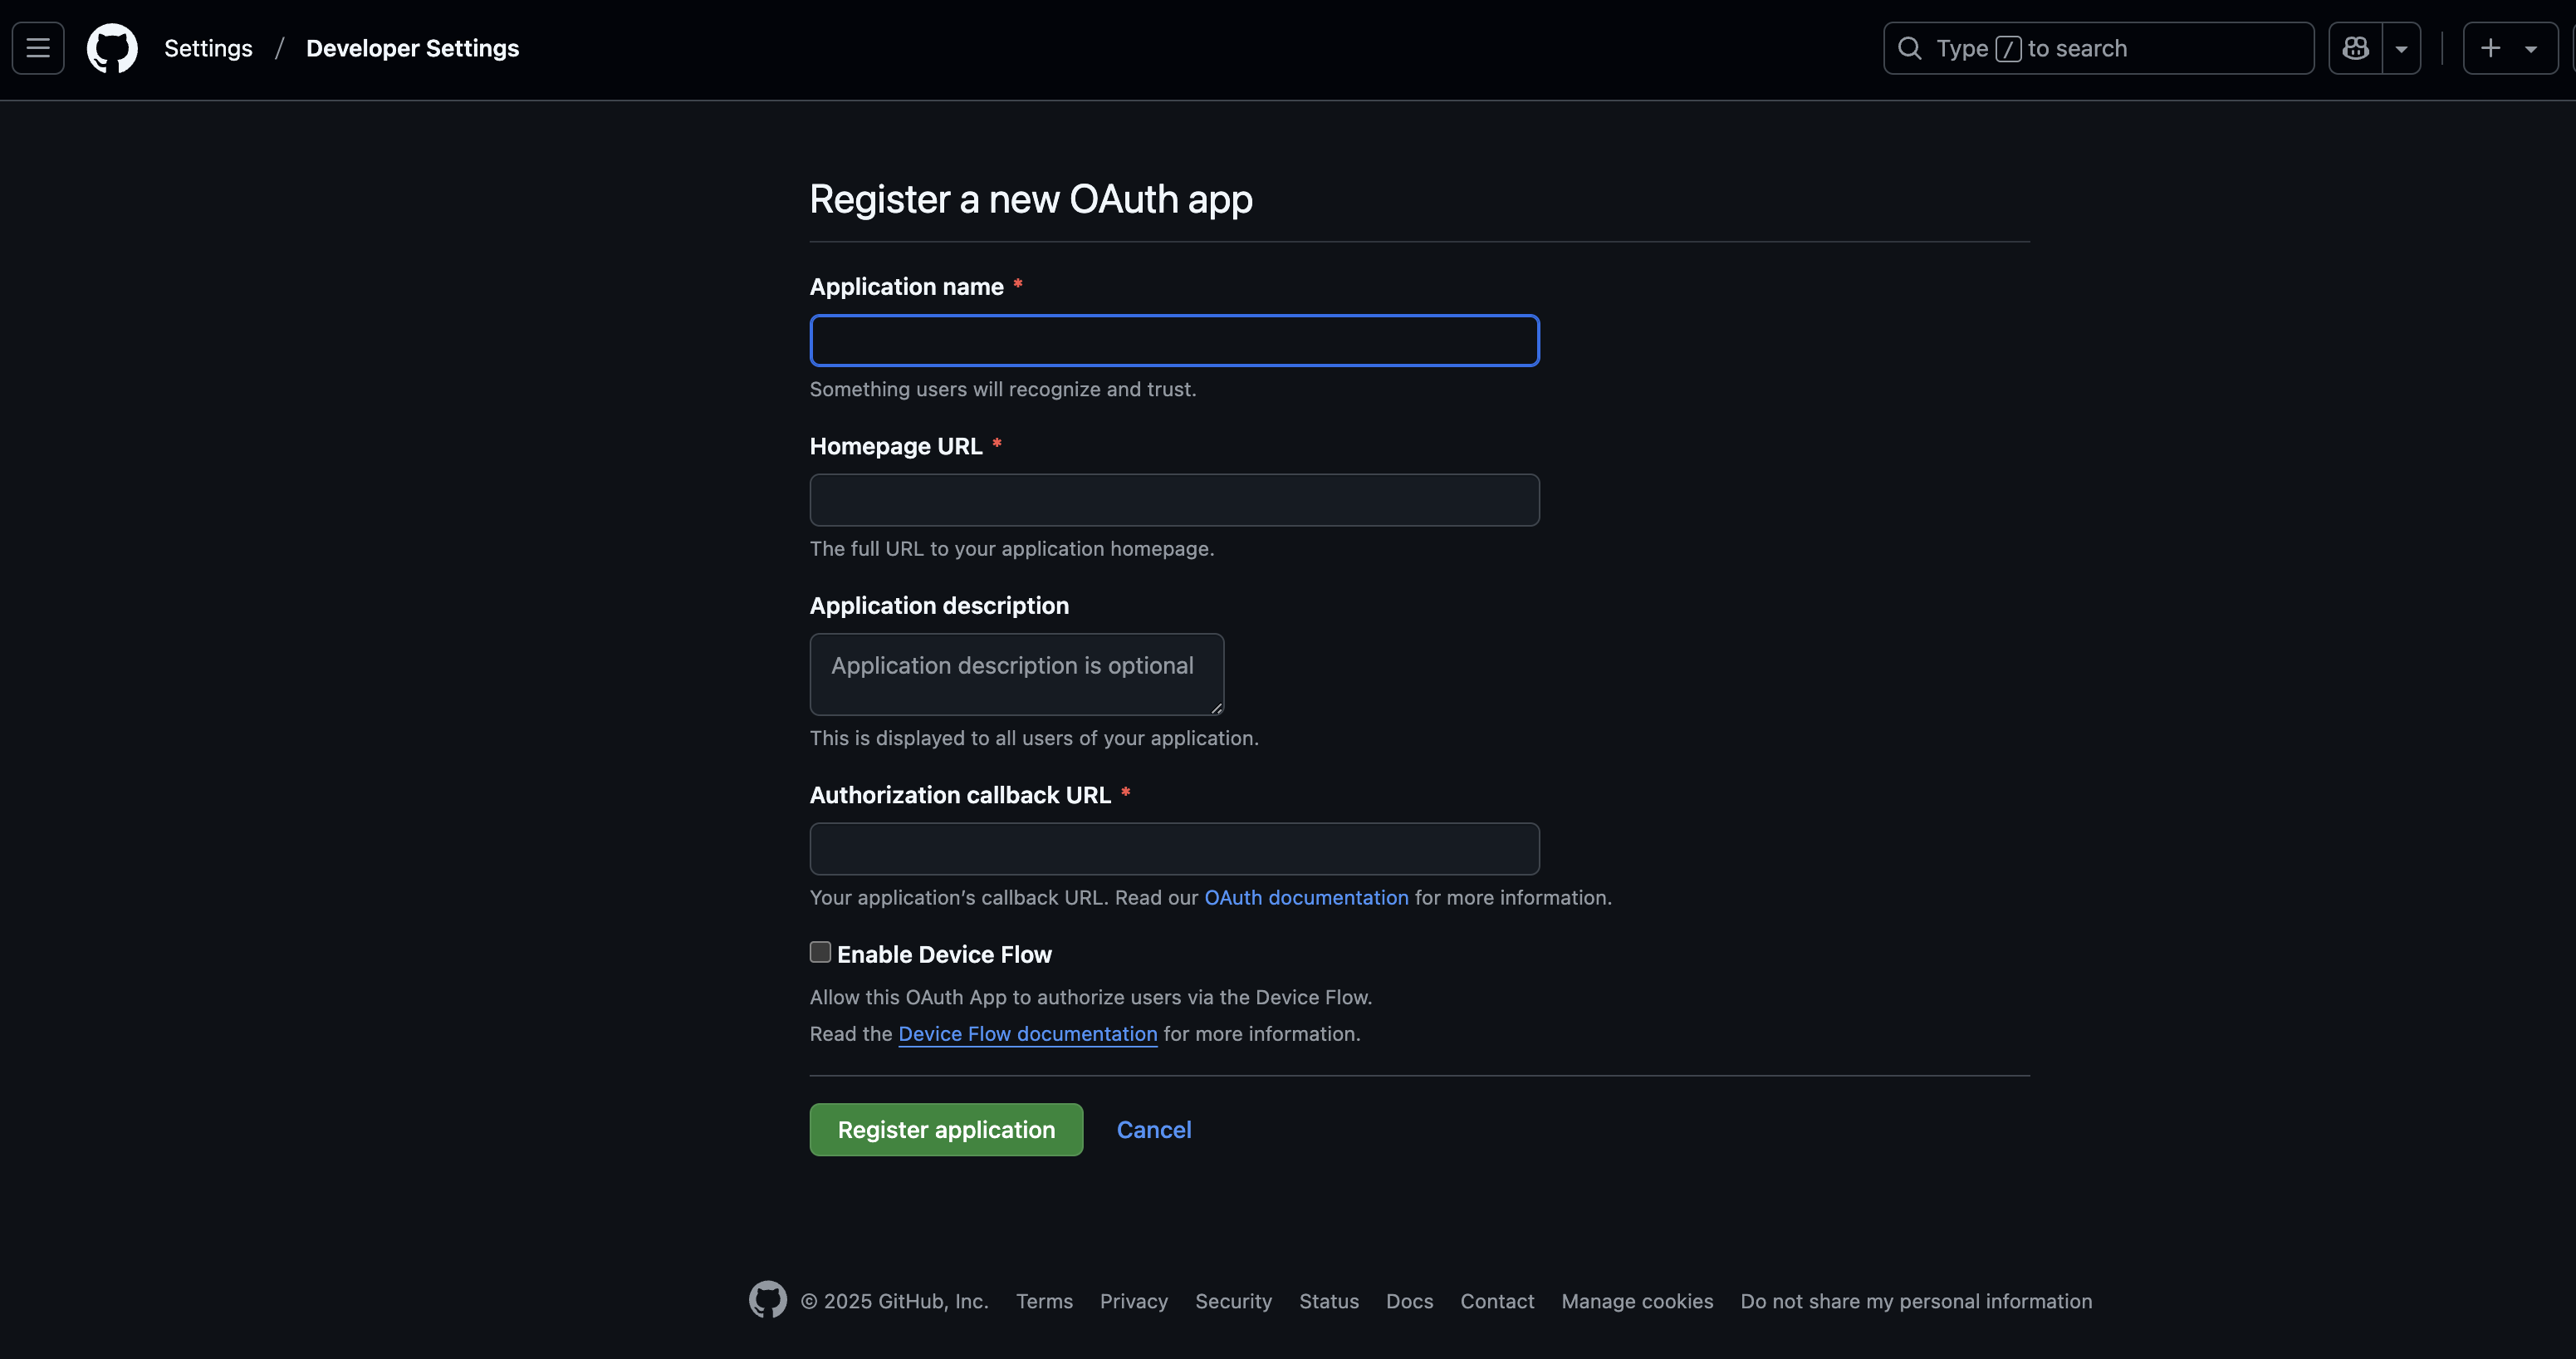 Settings / Developer Settings
Type / to search
Register a new OAuth app
Application name *
Something users will recognize and trust.
Homepage URL *
The full URL to your application homepage.
Application description
Application description is optional
This is displayed to all users of your application.
Authorization callback URL *
Your application’s callback URL. Read our OAuth documentation for more information.
Enable Device Flow
Allow this OAuth App to authorize users via the Device Flow.
Read the Device Flow documentation for more information.
Register application Cancel
© 2025 GitHub, Inc. Terms Privacy Security Status Docs Contact Manage cookies Do not share my personal information